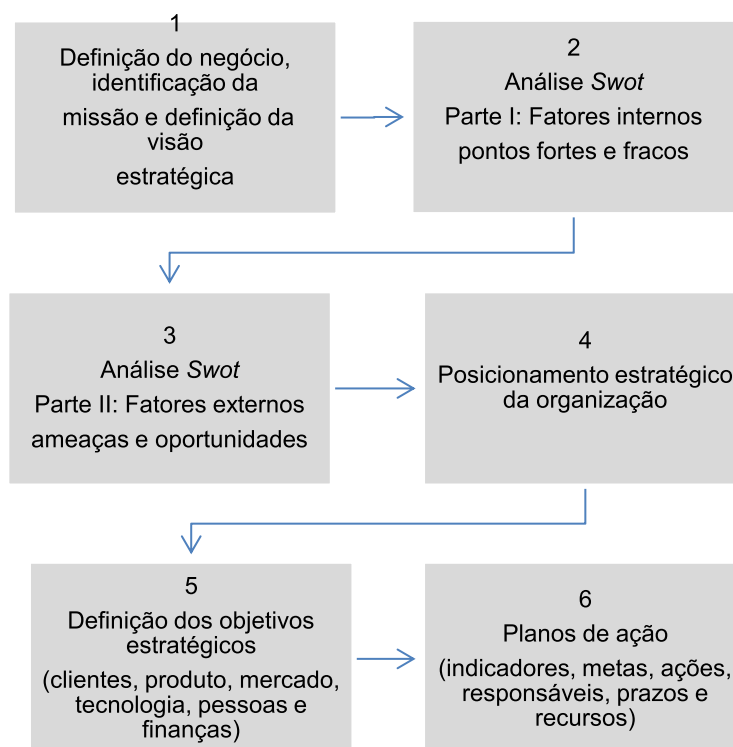 1
Definição do negócio,
identificação da
missão e definição da
visão
estratégica
2
Análise Swot
Parte I: Fatores internos
pontos fortes e fracos
3
Análise Swot
Parte II: Fatores externos
ameaças e oportunidades
4
Posicionamento estratégico
da organização
5
Definição dos objetivos
estratégicos
(clientes, produto, mercado,
tecnologia, pessoas e
finanças)
6
Planos de ação
(indicadores, metas, ações,
responsáveis, prazos e
recursos)